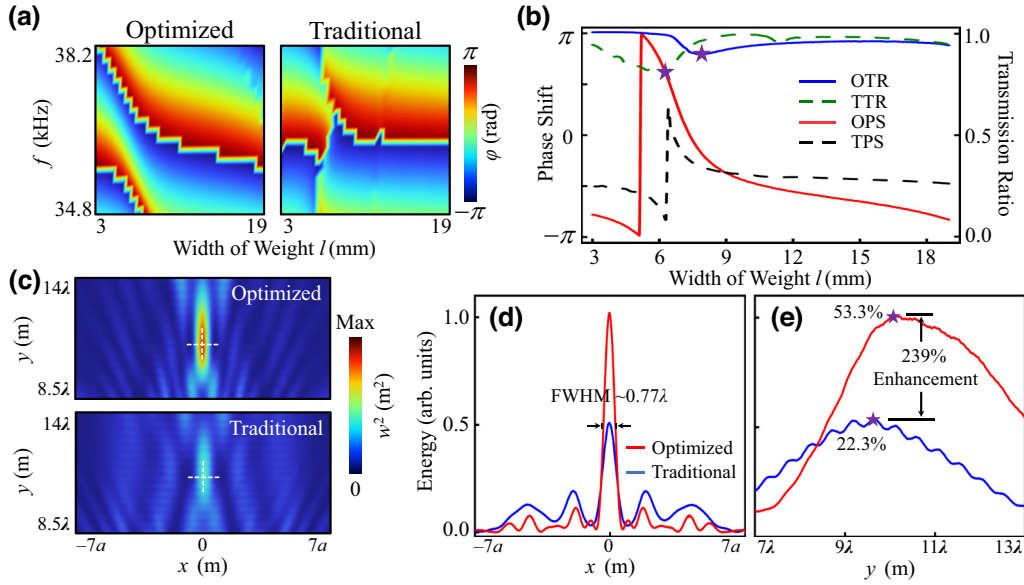 (a)
Optimized
Traditional
38.2
f (kHz)
34.8
3
19
3
19
Width of Weight l (mm)
π
φ (rad)
−π
(b)
π
Phase Shift
0
−π
OTR
TTR
OPS
TPS
1.0
0.5
0.0
Transmission Ratio
3
6
9
12
15
18
Width of Weight l (mm)
(c)
14λ
Optimized
y (m)
8.5λ
14λ
Traditional
y (m)
8.5λ
−7a
0
7a
x (m)
Max
w² (m²)
0
(d)
1.0
0.5
0.0
Energy (arb. units)
FWHM ~0.77λ
Optimized
Traditional
−7a
0
7a
x (m)
(e)
53.3%
239%
Enhancement
22.3%
7λ
9λ
11λ
13λ
y (m)